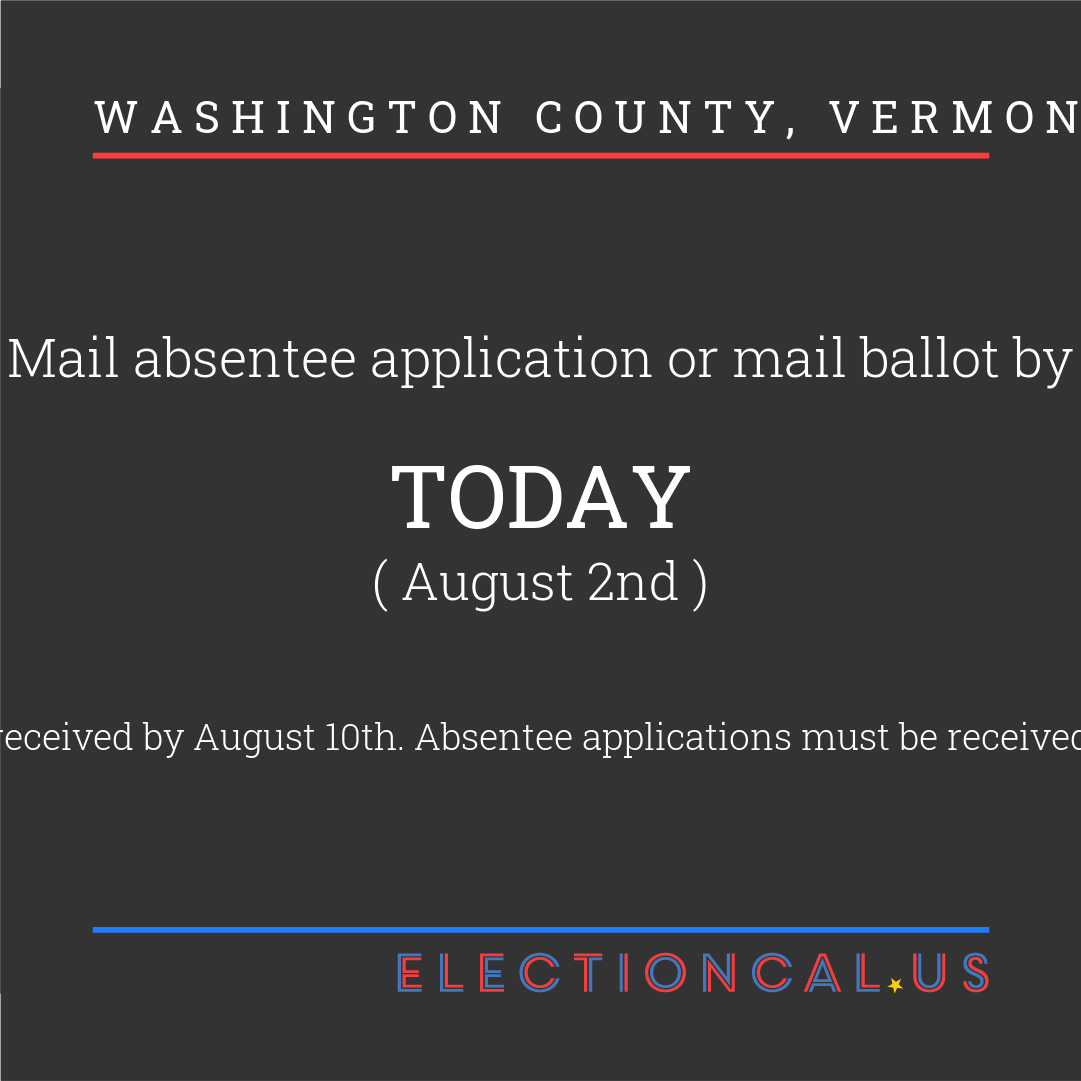 WASHINGTON COUNTY, VERMON
Mail absentee application or mail ballot by
TODAY
( August 2nd )
received by August 10th. Absentee applications must be received
ELECTIONCAL.US